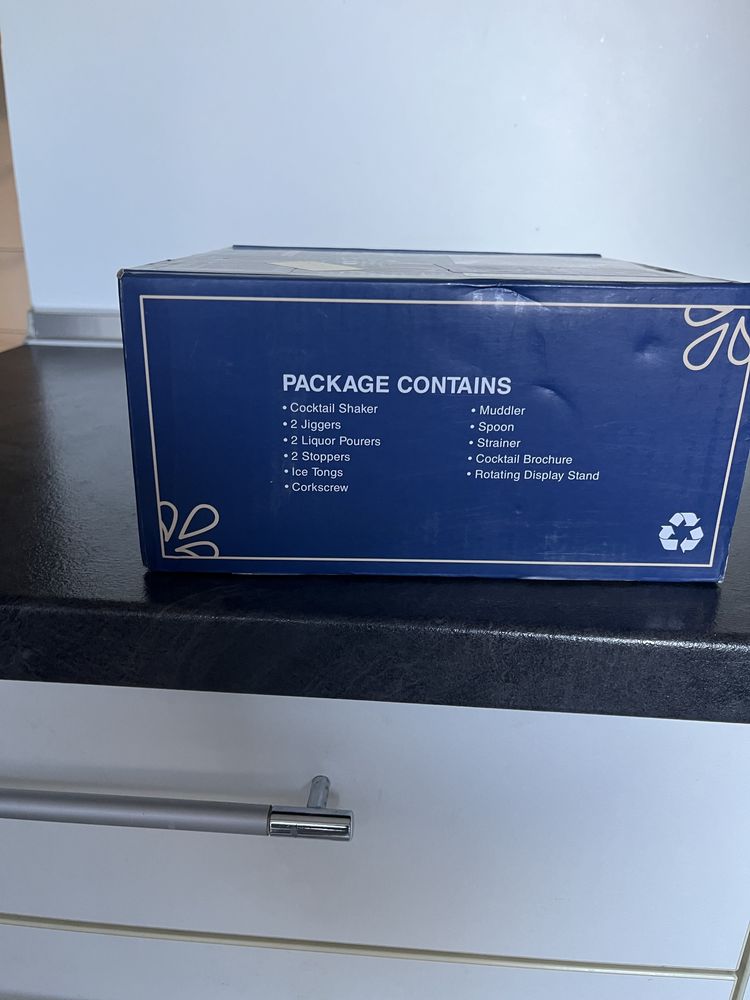 PACKAGE CONTAINS
• Cocktail Shaker
• 2 Jiggers
• 2 Liquor Pourers
• 2 Stoppers
• Ice Tongs
• Corkscrew
• Muddler
• Spoon
• Strainer
• Cocktail Brochure
• Rotating Display Stand